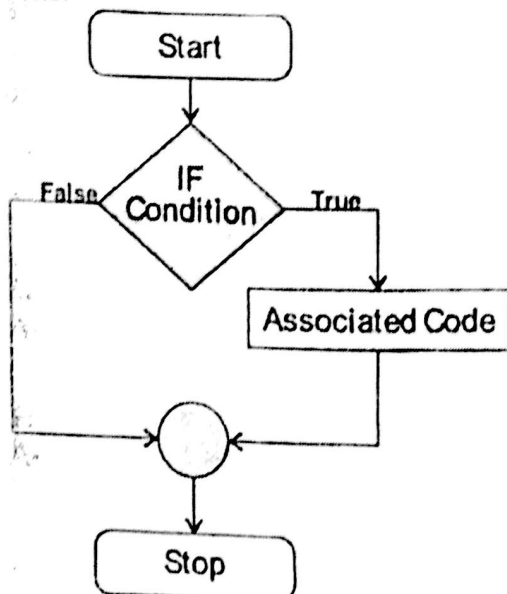 Start
IF
Condition
False
True
Associated Code
Stop